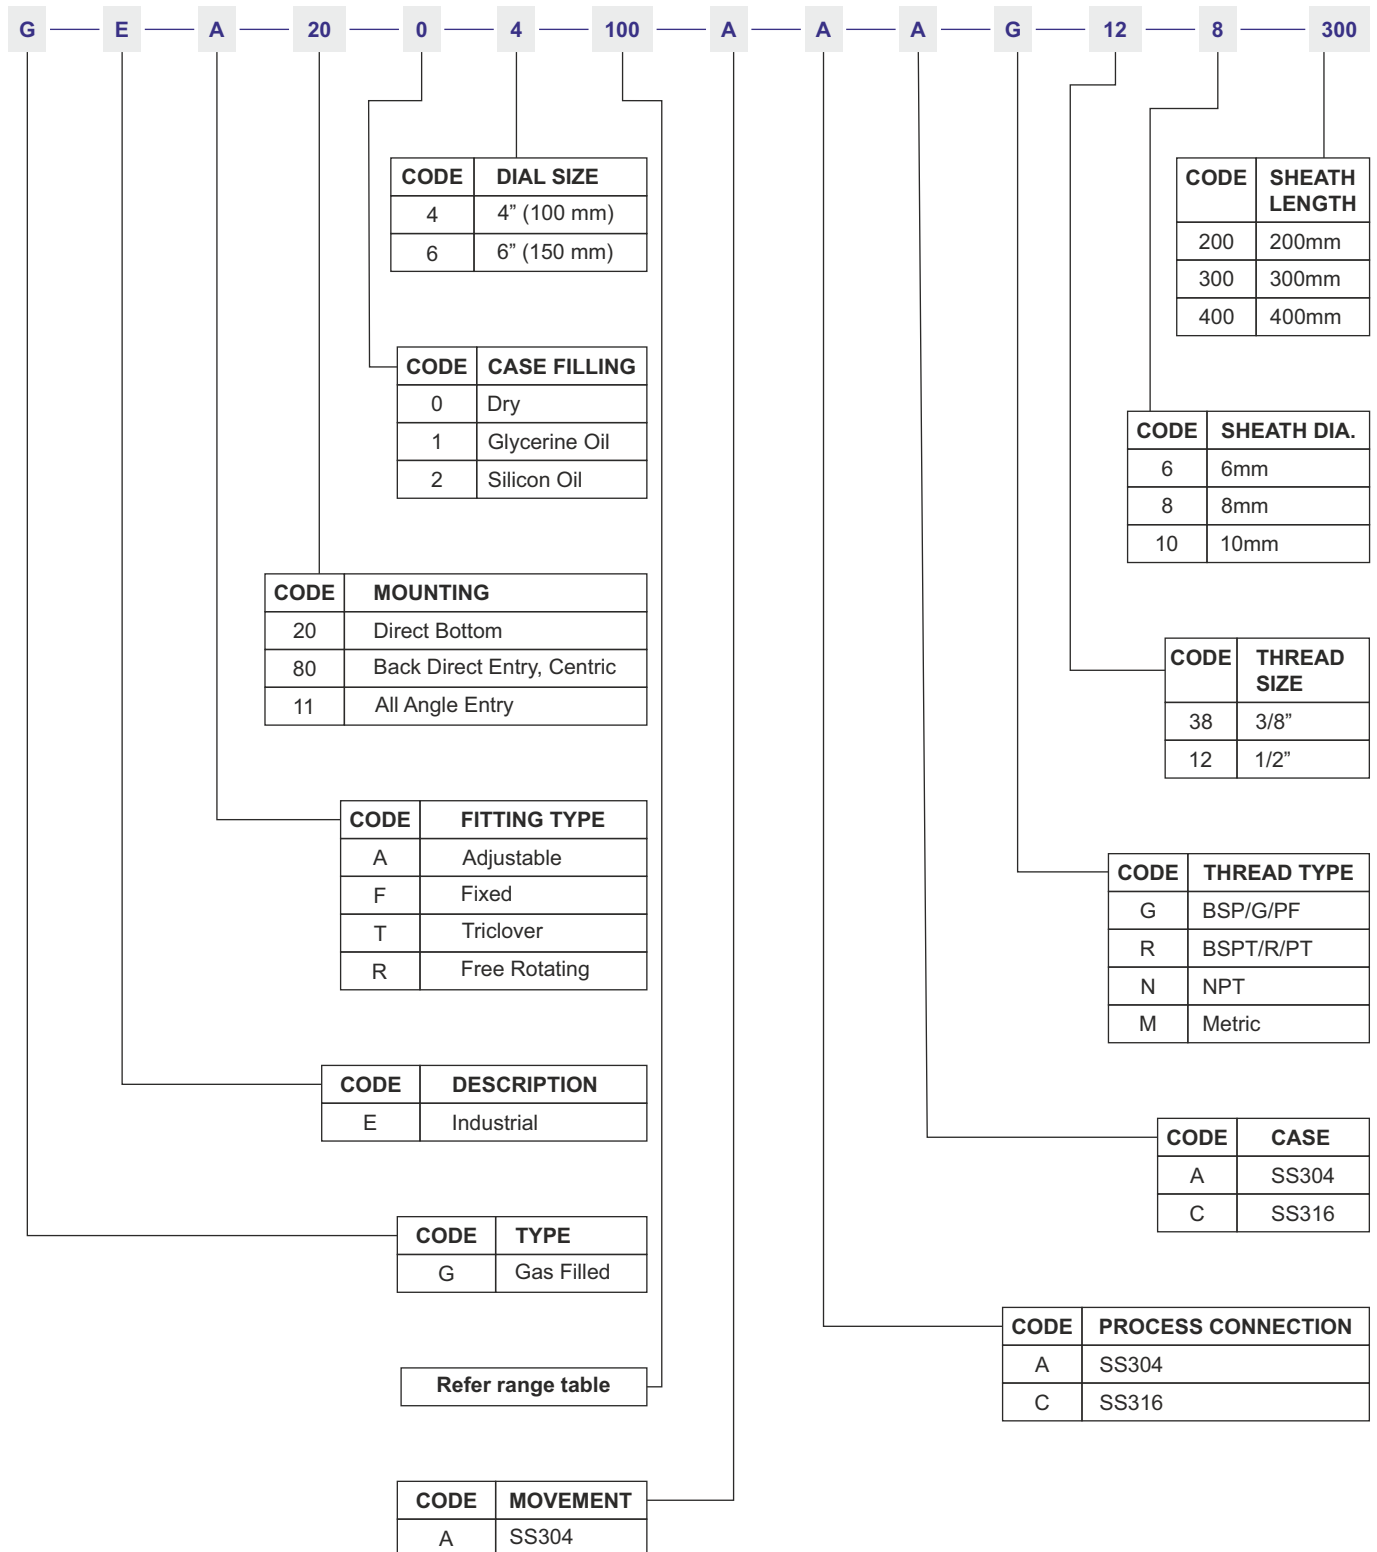 G E A 20 0 4 100 A A A G 12 8 300
CODE DIAL SIZE
4 4” (100 mm)
6 6” (150 mm)
CODE SHEATH
LENGTH
200 200mm
300 300mm
400 400mm
CODE CASE FILLING
0 Dry
1 Glycerine Oil
2 Silicon Oil
CODE SHEATH DIA.
6 6mm
8 8mm
10 10mm
CODE MOUNTING
20 Direct Bottom
80 Back Direct Entry, Centric
11 All Angle Entry
CODE THREAD
SIZE
38 3/8”
12 1/2”
CODE FITTING TYPE
A Adjustable
F Fixed
T Triclover
R Free Rotating
CODE THREAD TYPE
G BSP/G/PF
R BSPT/R/PT
N NPT
M Metric
CODE DESCRIPTION
E Industrial
CODE CASE
A SS304
C SS316
CODE TYPE
G Gas Filled
CODE PROCESS CONNECTION
A SS304
C SS316
Refer range table
CODE MOVEMENT
A SS304